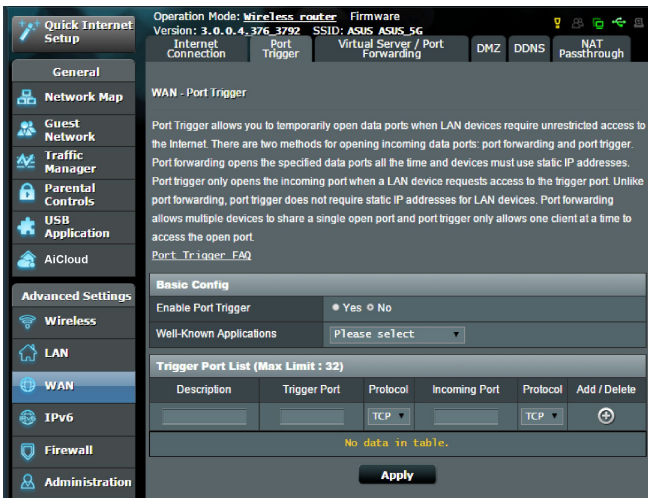 Quick Internet
Setup
General
Network Map
Guest
Network
Traffic
Manager
Parental
Controls
USB
Application
AiCloud
Advanced Settings
Wireless
LAN
WAN
IPv6
Firewall
Administration
Operation Mode: Wireless router Firmware
Version: 3.0.0.4_376_3792 SSID: ASUS ASUS_5G
Internet
Connection
Port
Trigger
Virtual Server / Port
Forwarding
DMZ
DDNS
NAT
Passthrough
WAN - Port Trigger
Port Trigger allows you to temporarily open data ports when LAN devices require unrestricted access to
the Internet. There are two methods for opening incoming data ports: port forwarding and port trigger.
Port forwarding opens the specified data ports all the time and devices must use static IP addresses.
Port trigger only opens the incoming port when a LAN device requests access to the trigger port. Unlike
port forwarding, port trigger does not require static IP addresses for LAN devices. Port forwarding
allows multiple devices to share a single open port and port trigger only allows one client at a time to
access the open port.
Port Trigger FAQ
Basic Config
Enable Port Trigger Yes No
Well-Known Applications Please select
Trigger Port List (Max Limit : 32)
Description Trigger Port Protocol Incoming Port Protocol Add / Delete
TCP TCP
No data in table.
Apply